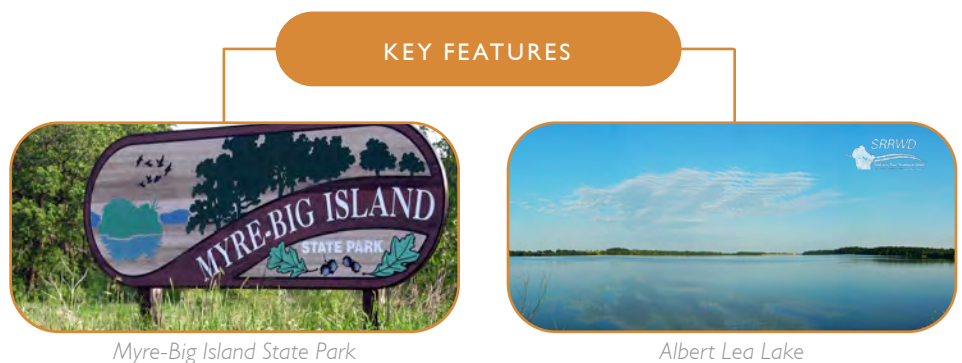 KEY FEATURES
MYRE-BIG ISLAND
STATE PARK
SRRWD
Myre-Big Island State Park
Albert Lea Lake